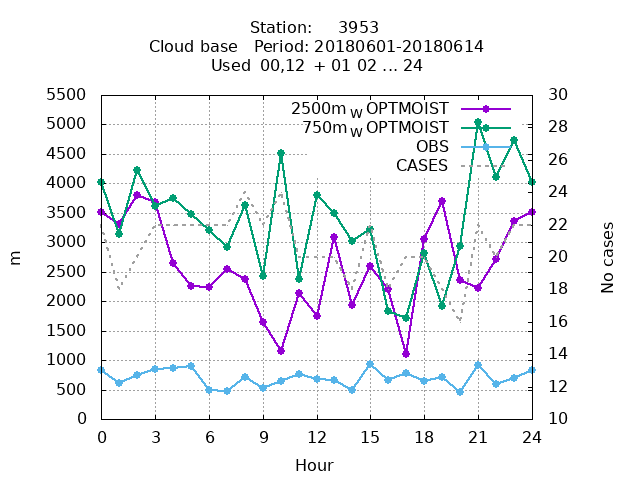 Station: 3953
Cloud base Period: 20180601-20180614
Used 00,12 + 01 02 ... 24
5500 30
2500m W OPTMOIST
5000 28
750m W OPTMOIST
OBS
4500 26
CASES
4000 24
3500 22
3000 20
m
No cases
2500
2000 18
1500 16
1000 14
500 12
0 10
0 3 6 9 12 15 18 21 24
Hour